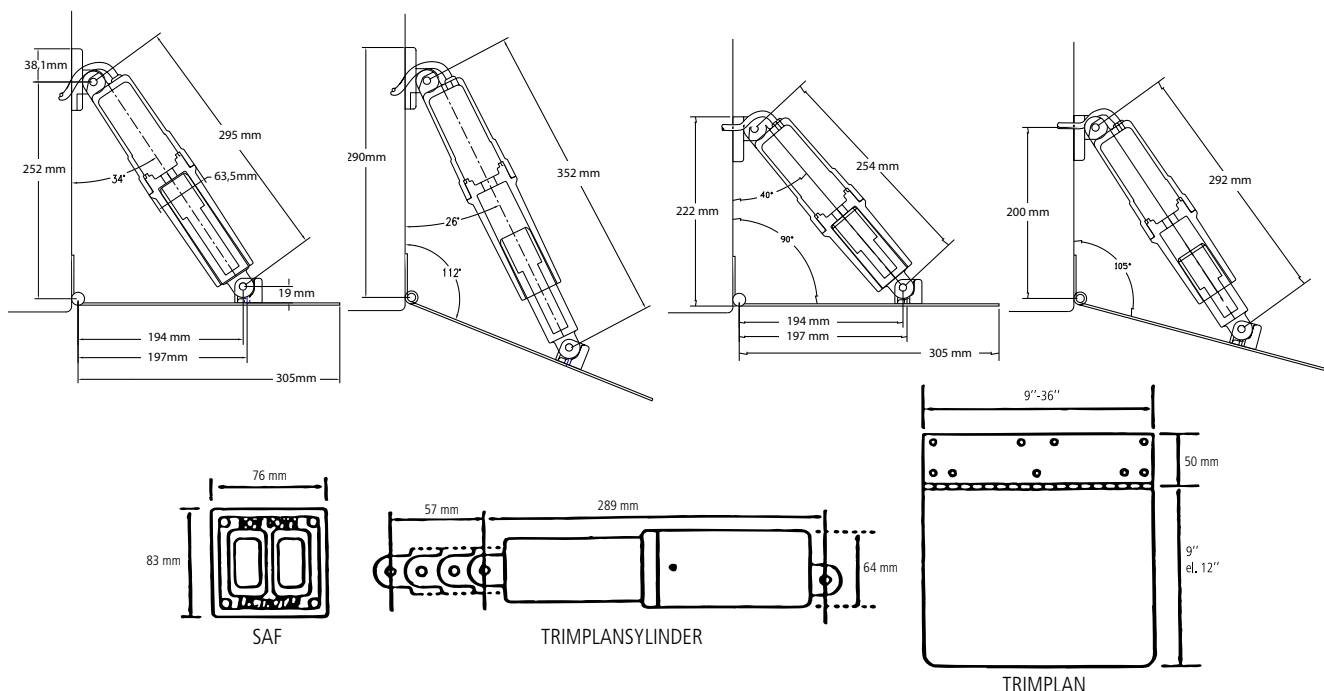 38,1mm
252 mm
34°
295 mm
63,5mm
19 mm
194 mm
197mm
305mm
290mm
26°
112°
352 mm
222 mm
40°
90°
254 mm
194 mm
197 mm
305 mm
200 mm
105°
292 mm
76 mm
83 mm
SAF
57 mm
289 mm
64 mm
TRIMPLANSYLINDER
9’’-36’’
50 mm
9’’
el. 12’’
TRIMPLAN